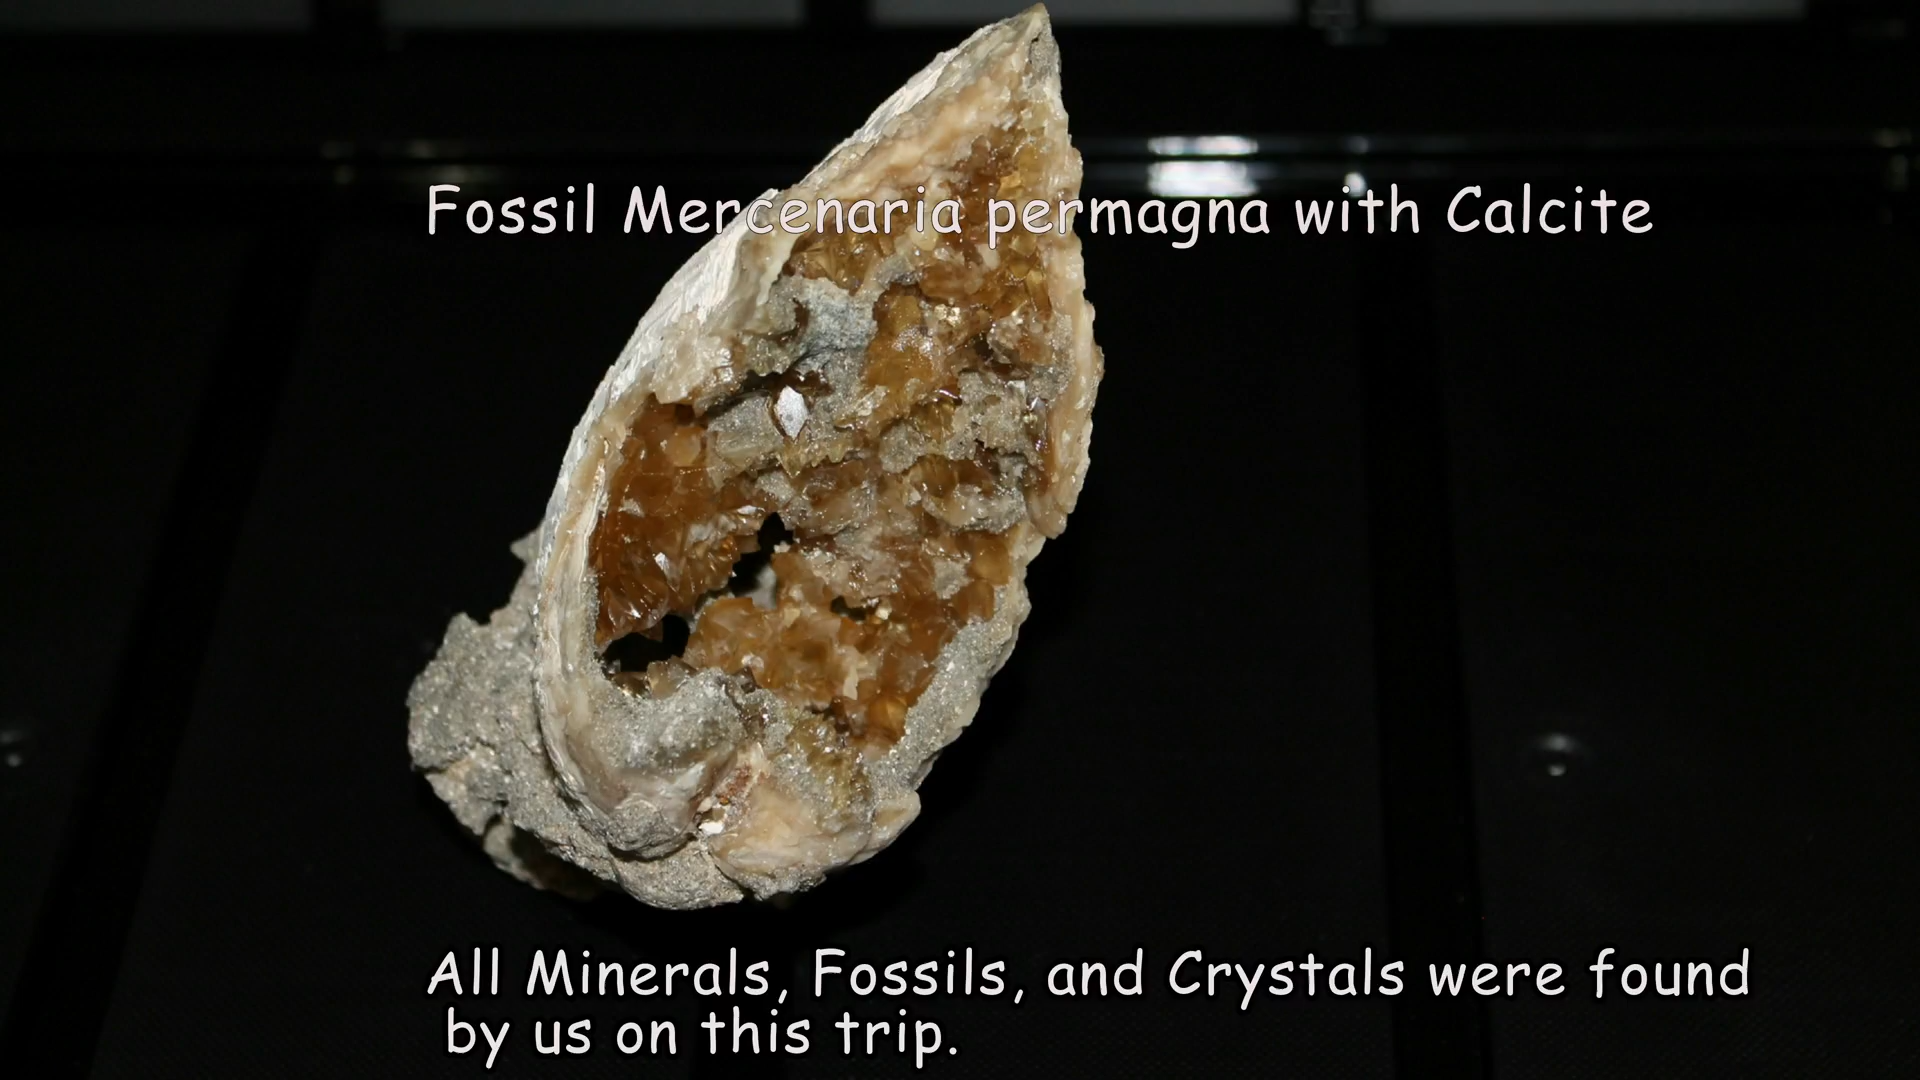 Fossil Mercenaria permagna with Calcite
All Minerals, Fossils, and Crystals were found
by us on this trip.